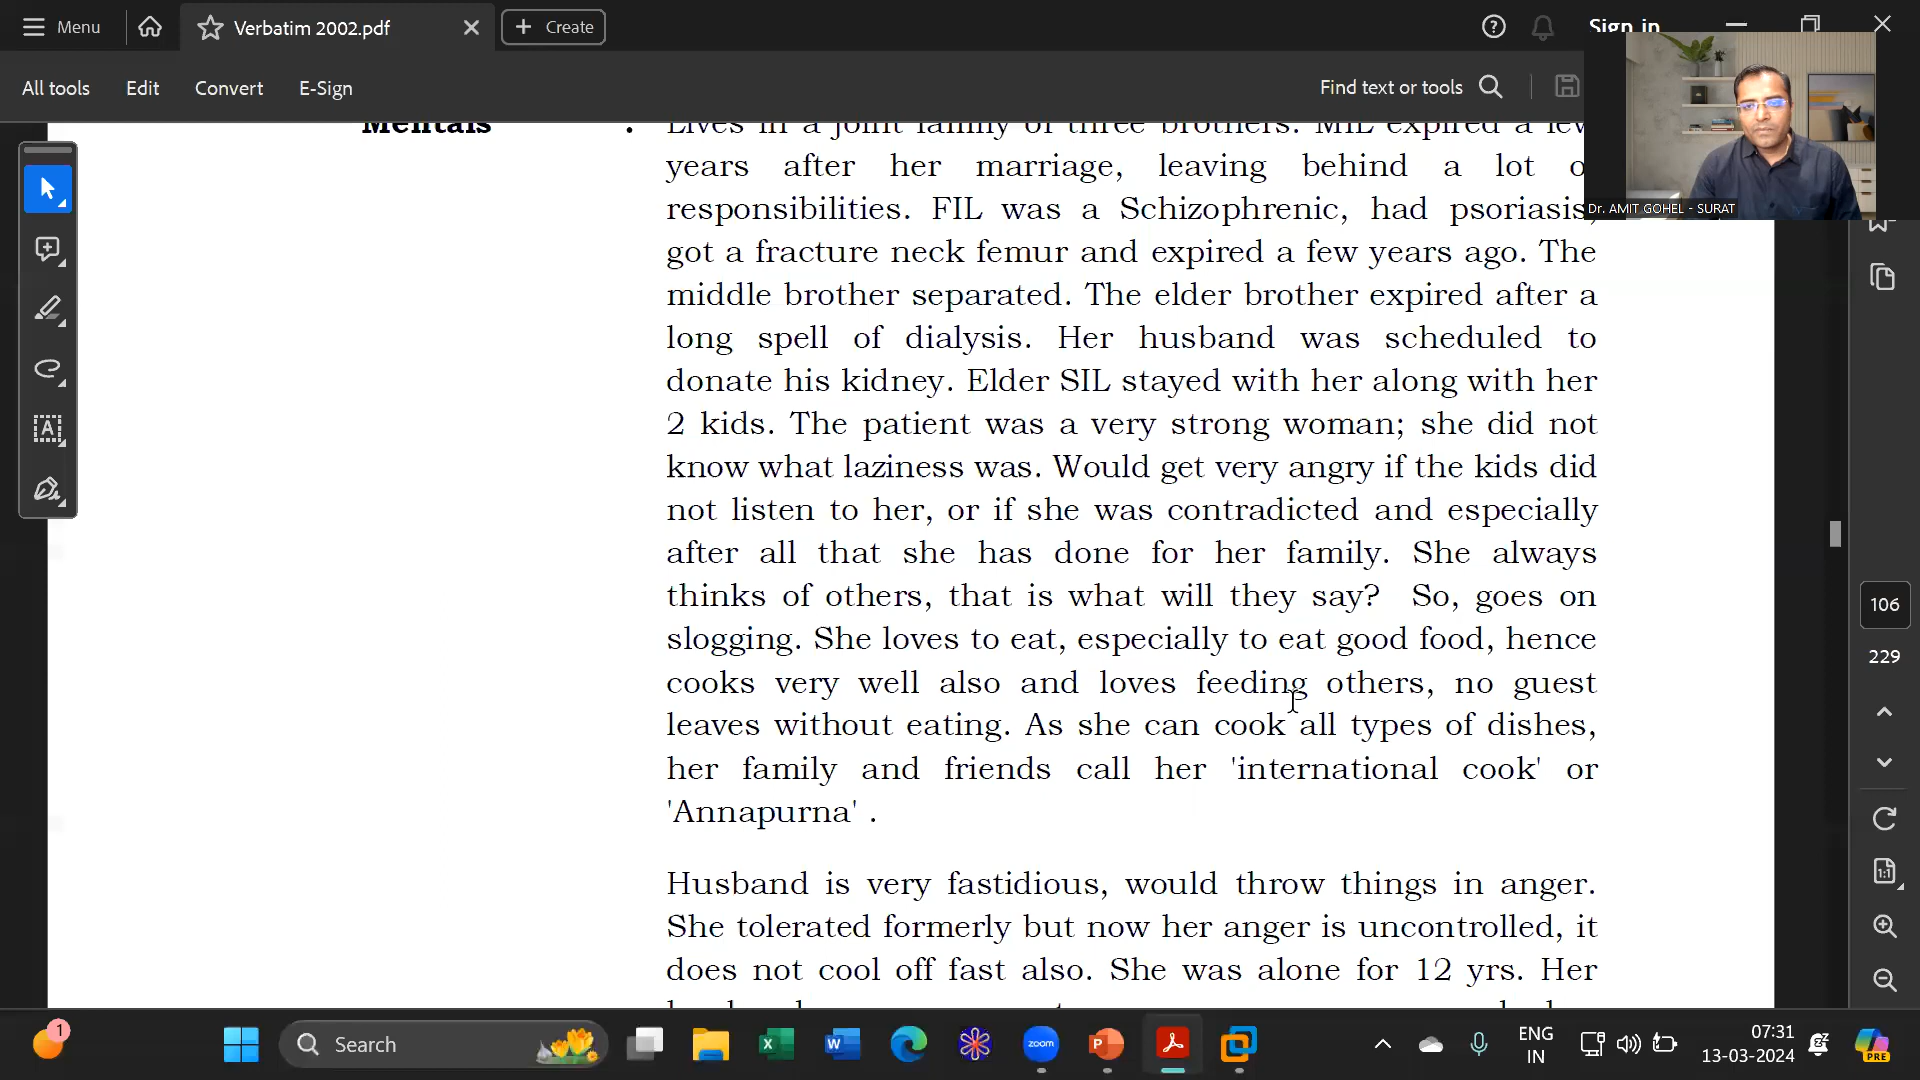 Menu
Verbatim 2002.pdf
Create
Sign in
All tools
Edit
Convert
E-Sign
Find text or tools
Dr. AMIT GOHEL - SURAT
Mentals : Lives in a joint family of three brothers. MIL expired a few
years after her marriage, leaving behind a lot o
responsibilities. FIL was a Schizophrenic, had psoriasis,
got a fracture neck femur and expired a few years ago. The
middle brother separated. The elder brother expired after a
long spell of dialysis. Her husband was scheduled to
donate his kidney. Elder SIL stayed with her along with her
2 kids. The patient was a very strong woman; she did not
know what laziness was. Would get very angry if the kids did
not listen to her, or if she was contradicted and especially
after all that she has done for her family. She always
thinks of others, that is what will they say? So, goes on
slogging. She loves to eat, especially to eat good food, hence
cooks very well also and loves feeding others, no guest
leaves without eating. As she can cook all types of dishes,
her family and friends call her 'international cook' or
'Annapurna' .
Husband is very fastidious, would throw things in anger.
She tolerated formerly but now her anger is uncontrolled, it
does not cool off fast also. She was alone for 12 yrs. Her
106
229
1:1
1
Search
zoom
ENG
IN
07:31
13-03-2024
PRE